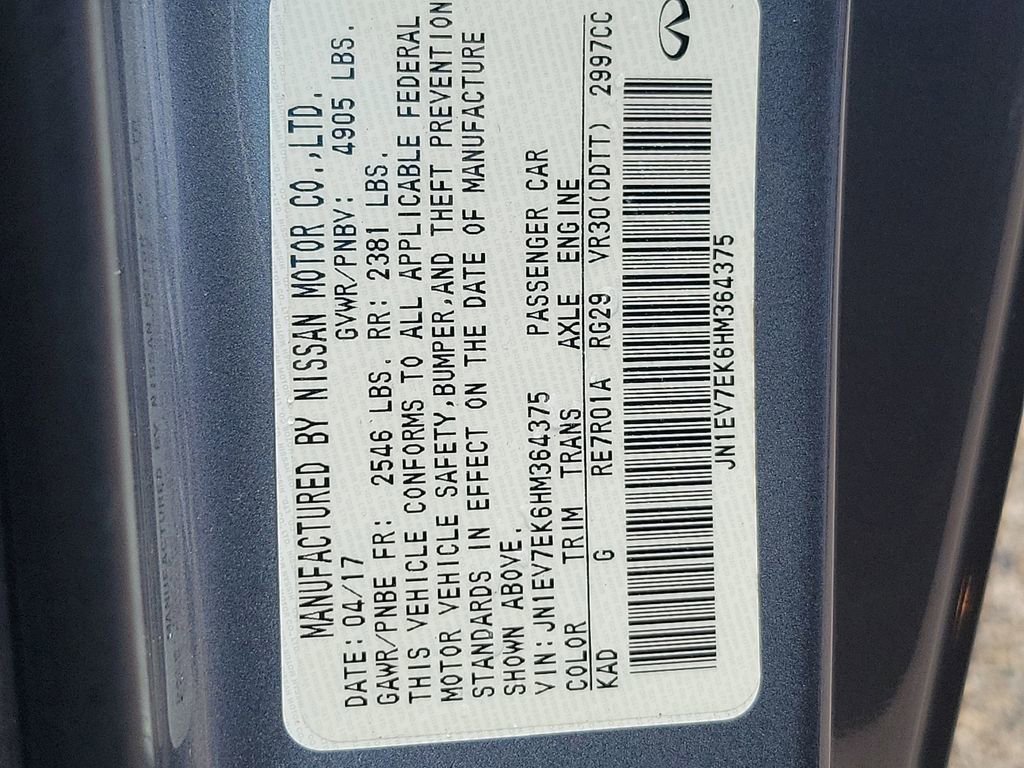 MANUFACTURED BY NISSAN MOTOR CO.,LTD.
DATE: 04/17 GVWR/PNBV: 4905 LBS.
GAWR/PNBE FR: 2546 LBS. RR: 2381 LBS.
THIS VEHICLE CONFORMS TO ALL APPLICABLE FEDERAL
MOTOR VEHICLE SAFETY,BUMPER,AND THEFT PREVENTION
STANDARDS IN EFFECT ON THE DATE OF MANUFACTURE
SHOWN ABOVE.
VIN:JN1EV7EK6HM364375 PASSENGER CAR
COLOR TRIM TRANS AXLE ENGINE
KAD G RE7R01A RG29 VR30(DDTT) 2997CC
JN1EV7EK6HM364375